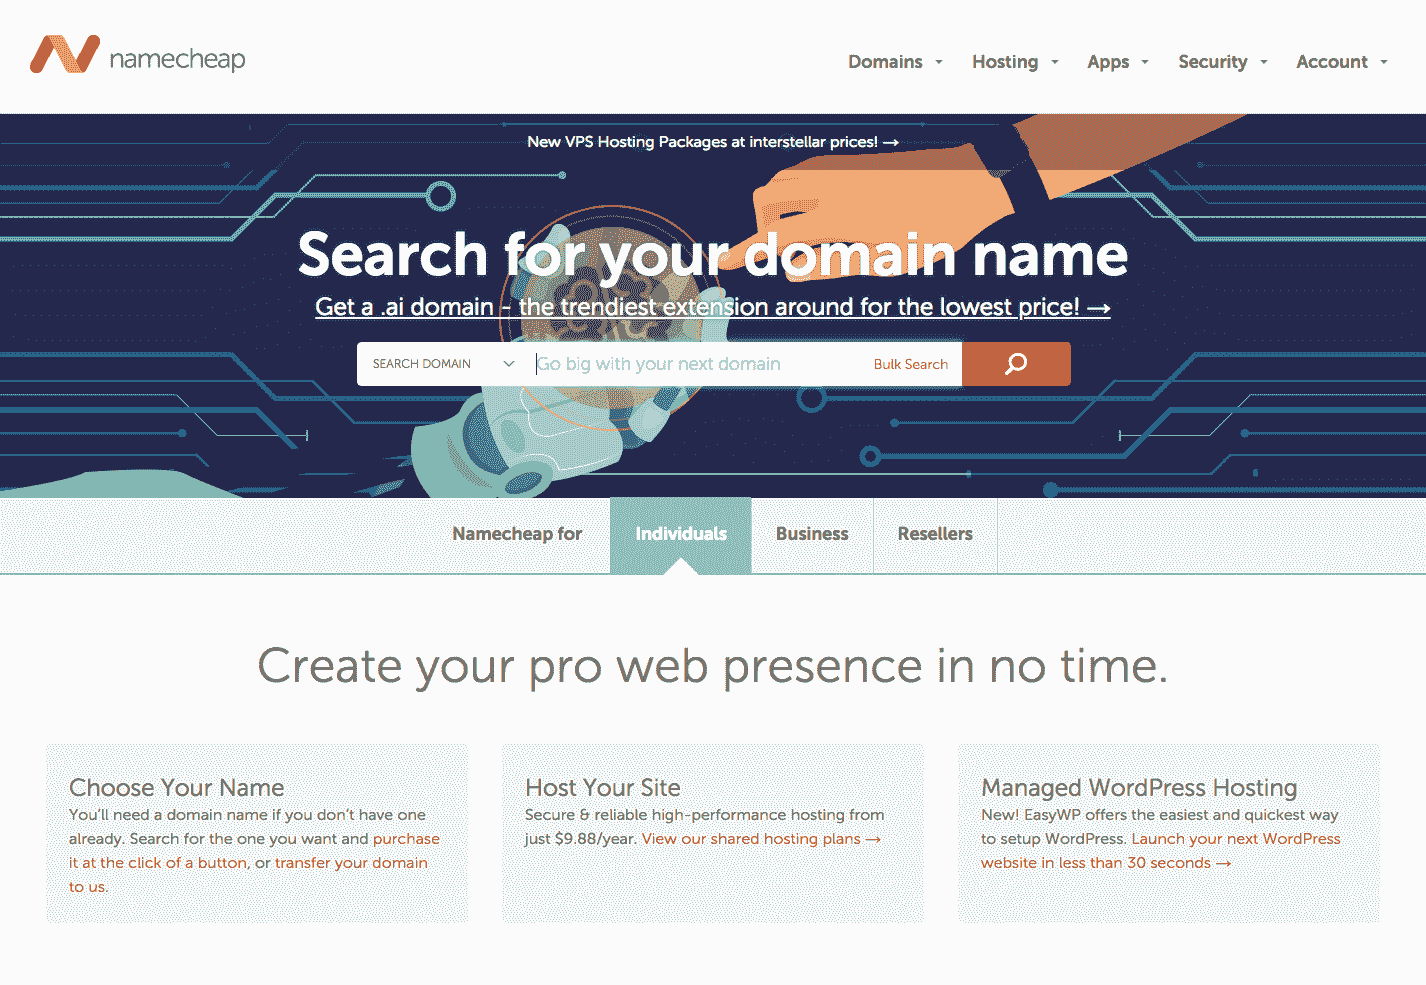 namecheap
Domains
Hosting
Apps
Security
Account
New VPS Hosting Packages at interstellar prices! →
Search for your domain name
Get a .ai domain - the trendiest extension around for the lowest price! →
SEARCH DOMAIN
Go big with your next domain
Bulk Search
Namecheap for
Individuals
Business
Resellers
Create your pro web presence in no time.
Choose Your Name
You'll need a domain name if you don't have one
already. Search for the one you want and purchase
it at the click of a button, or transfer your domain
to us.
Host Your Site
Secure & reliable high-performance hosting from
just $9.88/year. View our shared hosting plans →
Managed WordPress Hosting
New! EasyWP offers the easiest and quickest way
to setup WordPress. Launch your next WordPress
website in less than 30 seconds →